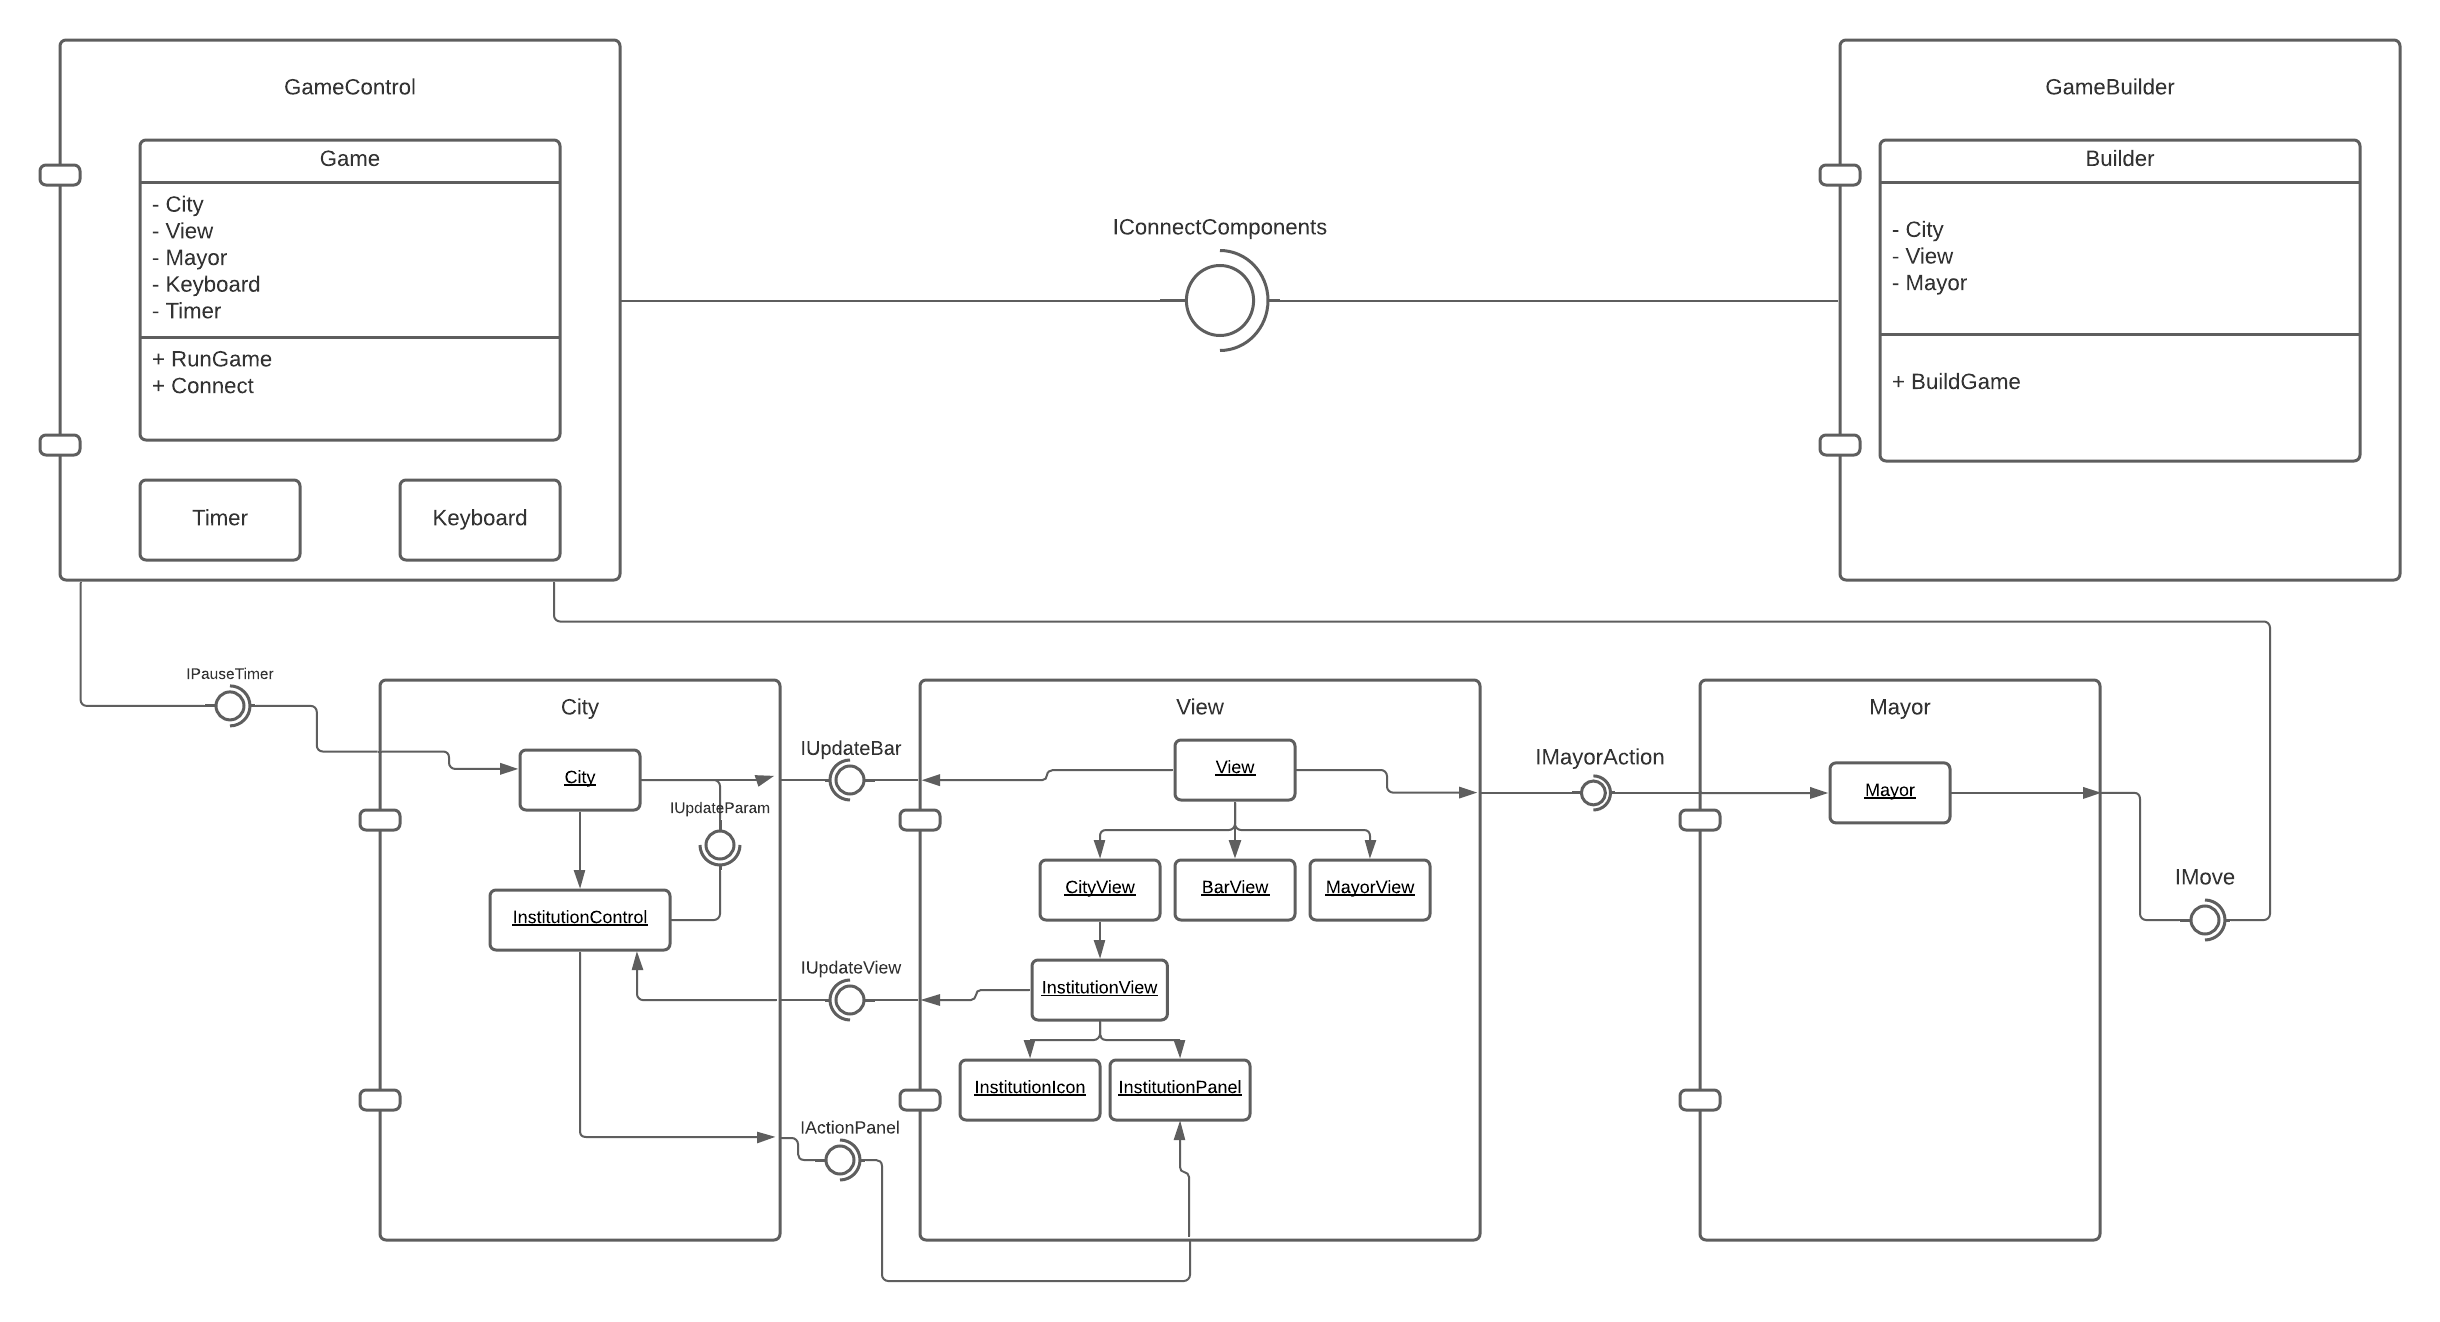 GameControl
Game
- City
- View
- Mayor
- Keyboard
- Timer
+ RunGame
+ Connect
Timer
Keyboard
IConnectComponents
GameBuilder
Builder
- City
- View
- Mayor
+ BuildGame
IPauseTimer
City
City
IUpdateParam
InstitutionControl
IUpdateBar
IUpdateView
IActionPanel
View
View
CityView
BarView
MayorView
InstitutionView
InstitutionIcon
InstitutionPanel
IMayorAction
Mayor
Mayor
IMove